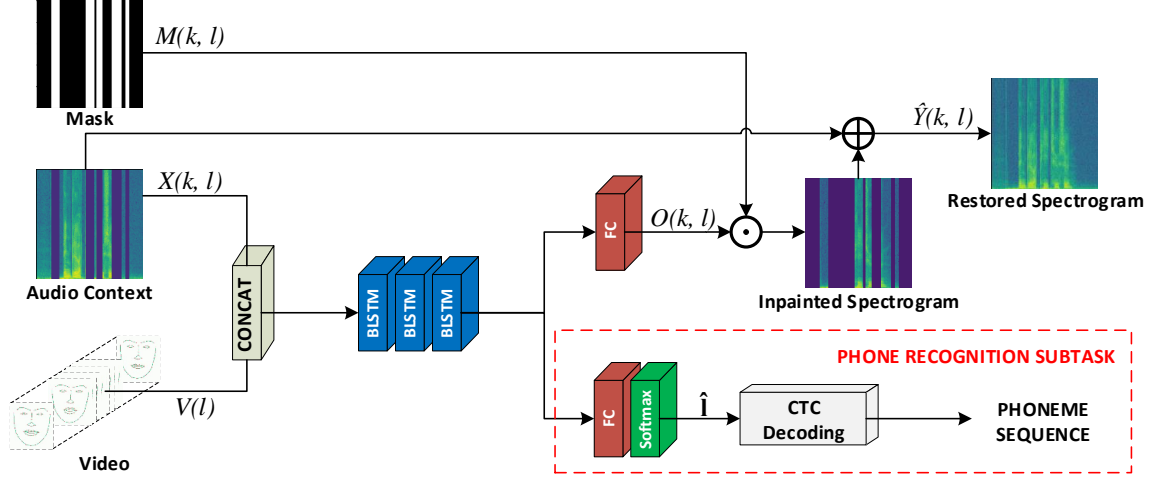 M(k, l)
Mask
X(k, l)
Audio Context
V(l)
Video
CONCAT
BLSTM
BLSTM
BLSTM
FC
O(k, l)
Inpainted Spectrogram
Ŷ(k, l)
Restored Spectrogram
PHONE RECOGNITION SUBTASK
FC
Softmax
l̂
CTC
Decoding
PHONEME
SEQUENCE